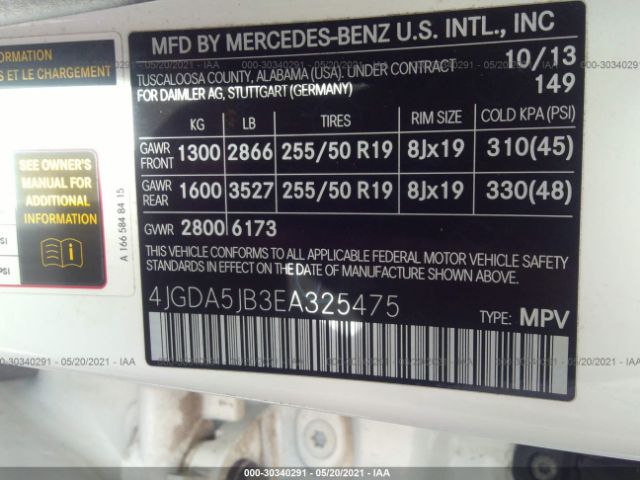 000-30340291 - 05/20/2021 - IAA
INFORMATION
S ET LE CHARGEMENT
SEE OWNER'S
MANUAL FOR
ADDITIONAL
INFORMATION
SI
PSI
A 166 584 84 15
MFD BY MERCEDES-BENZ U.S. INTL., INC
10/13
TUSCALOOSA COUNTY, ALABAMA (USA). UNDER CONTRACT
149
FOR DAIMLER AG, STUTTGART (GERMANY)
KG LB TIRES RIM SIZE COLD KPA (PSI)
GAWR FRONT 1300 2866 255/50 R19 8Jx19 310(45)
GAWR REAR 1600 3527 255/50 R19 8Jx19 330(48)
GVWR 2800 6173
THIS VEHICLE CONFORMS TO ALL APPLICABLE FEDERAL MOTOR VEHICLE SAFETY
STANDARDS IN EFFECT ON THE DATE OF MANUFACTURE SHOWN ABOVE.
4JGDA5JB3EA325475
TYPE: MPV
000-30340291 - 05/20/2021 - IAA